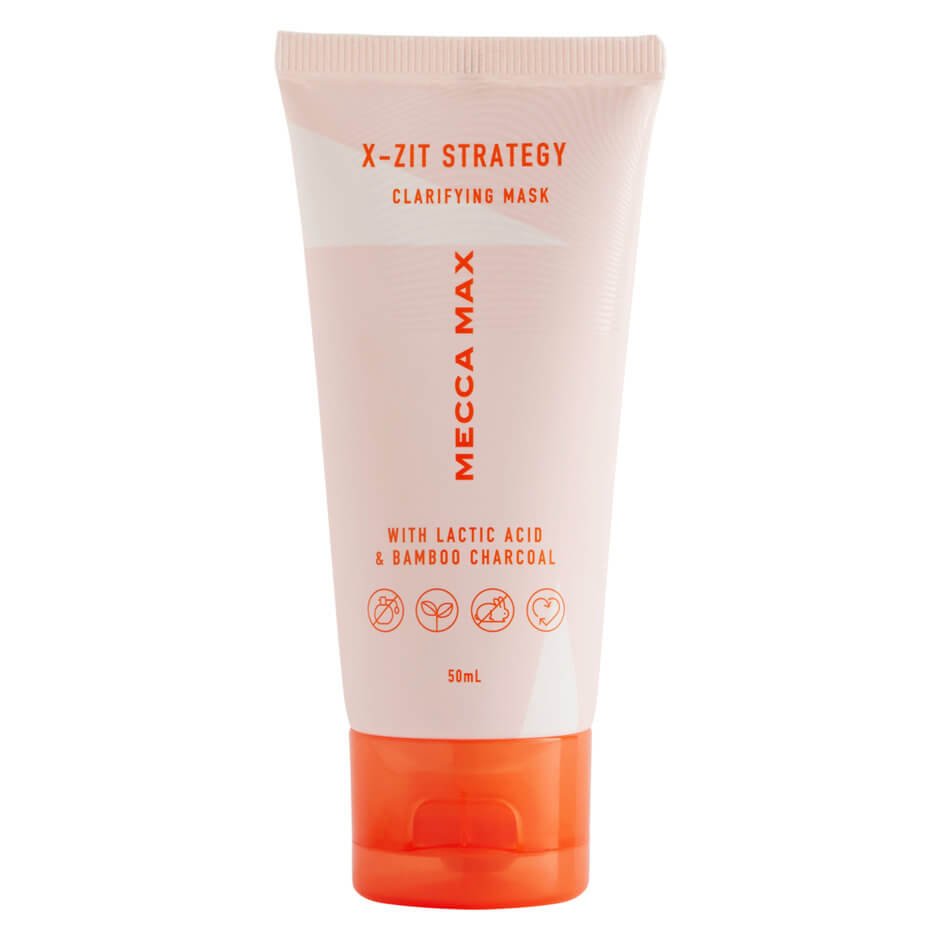 X-ZIT STRATEGY
CLARIFYING MASK
MECCA MAX
WITH LACTIC ACID
& BAMBOO CHARCOAL
50mL